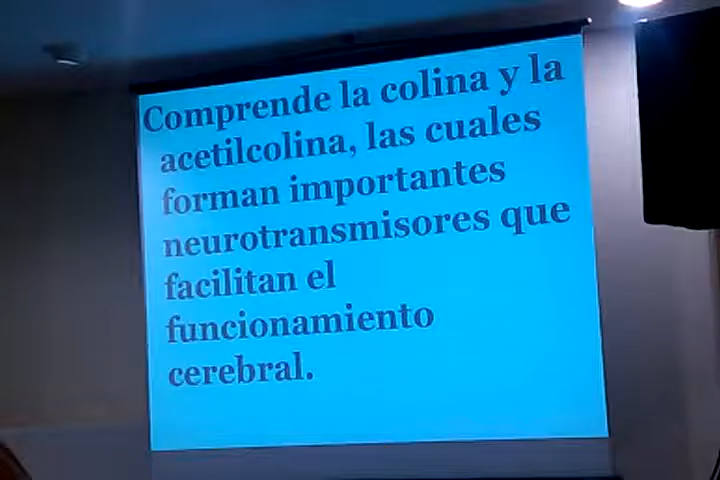 Comprende la colina y la
acetilcolina, las cuales
forman importantes
neurotransmisores que
facilitan el
funcionamiento
cerebral.